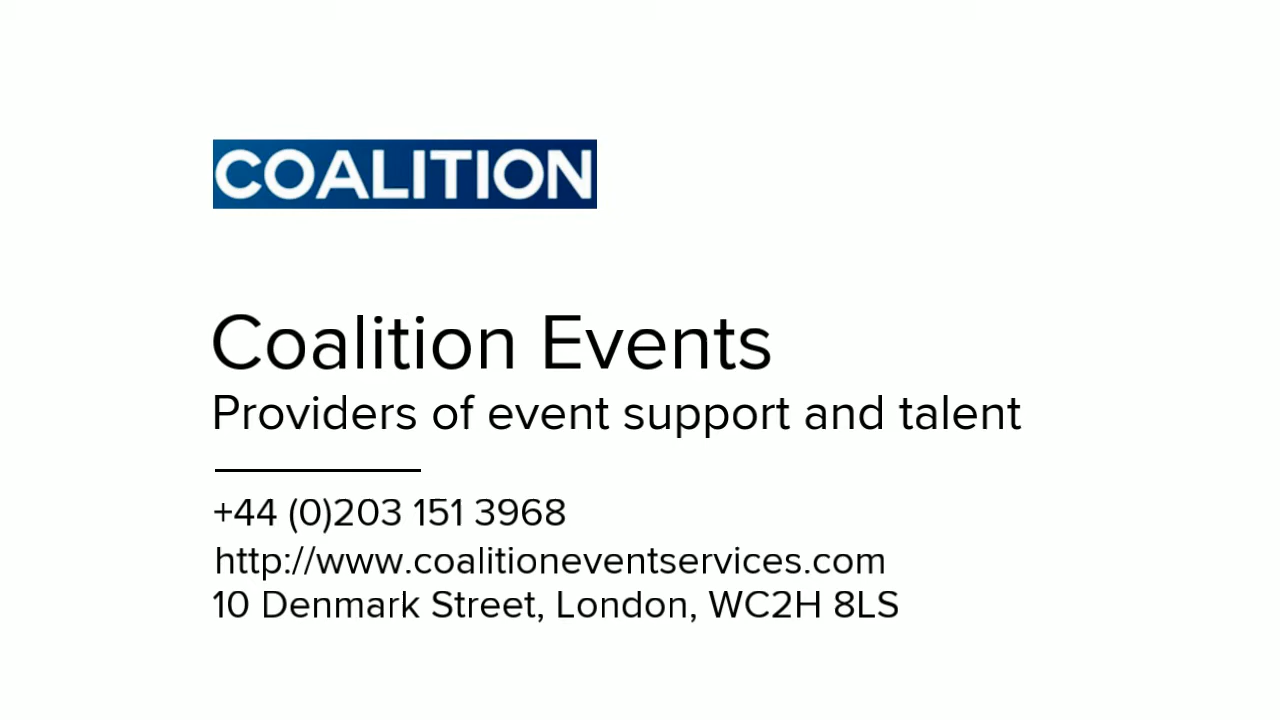 COALITION
Coalition Events
Providers of event support and talent
+44 (0)203 151 3968
http://www.coalitioneventservices.com
10 Denmark Street, London, WC2H 8LS